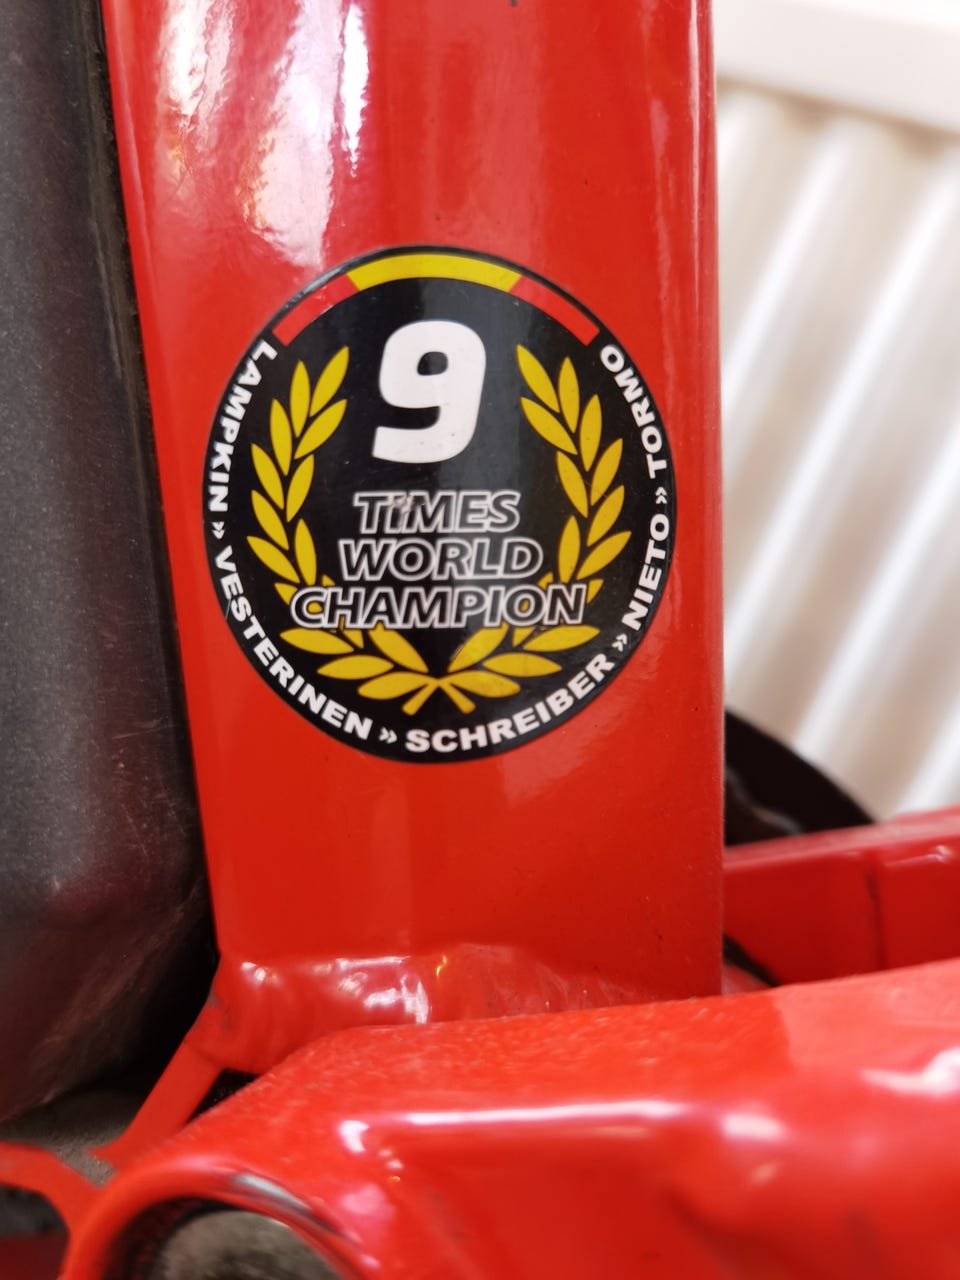 9
TiMES
WORLD
CHAMPION
LAMPKIN » VESTERINEN » SCHREIBER » NIETO » TORMO